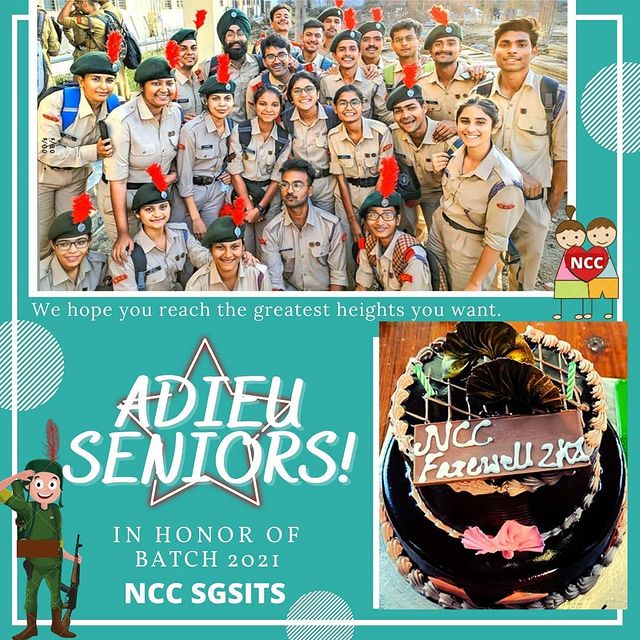 NCC
We hope you reach the greatest heights you want.
ADIEU
SENIORS!
IN HONOR OF
BATCH 2021
NCC SGSITS
NCC
Farewell